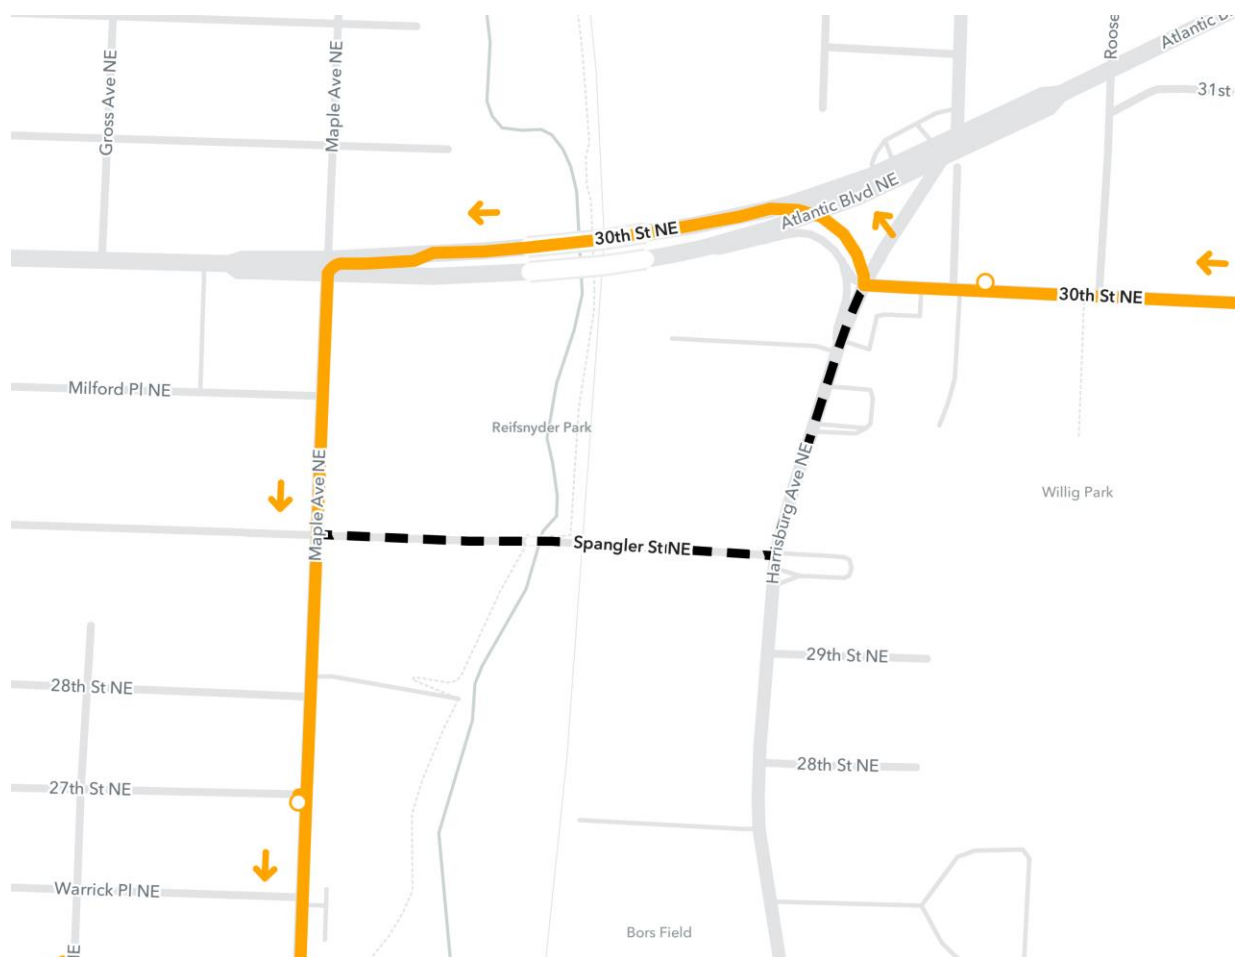 Gross Ave NE
Maple Ave NE
Roose
Atlantic B
31st
Atlantic Blvd NE
30th St NE
30th St NE
Milford Pl NE
Reifsnyder Park
Maple Ave NE
Harrisburg Ave NE
Willig Park
Spangler St NE
29th St NE
28th St NE
28th St NE
27th St NE
Warrick Pl NE
Bors Field
NE